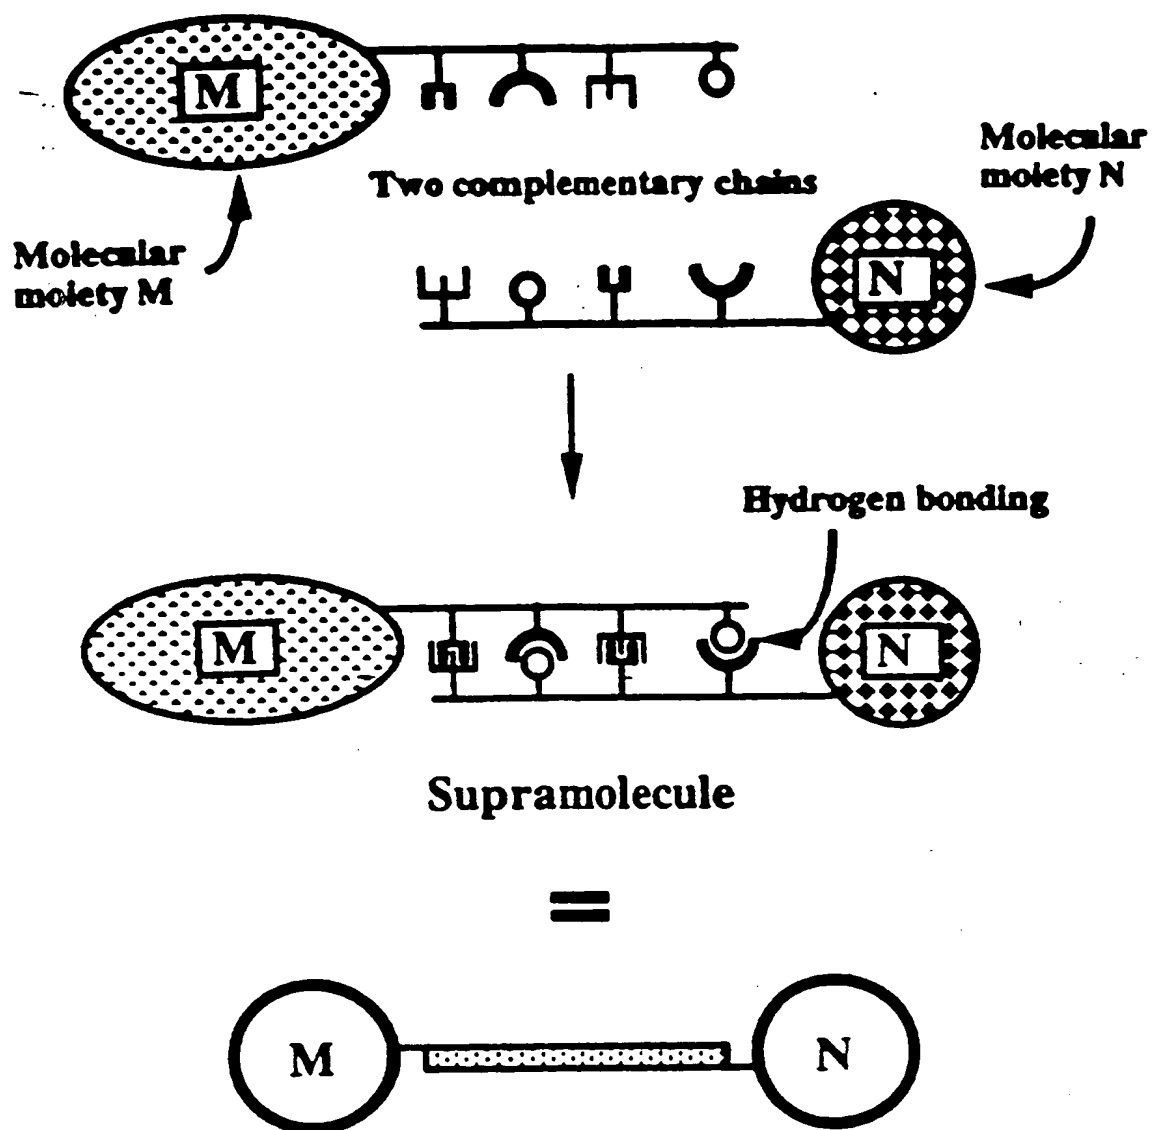 M
Molecular
moiety N
Two complementary chains
Molecular
moiety M
N
Hydrogen bonding
M
N
Supramolecule
=
M
N